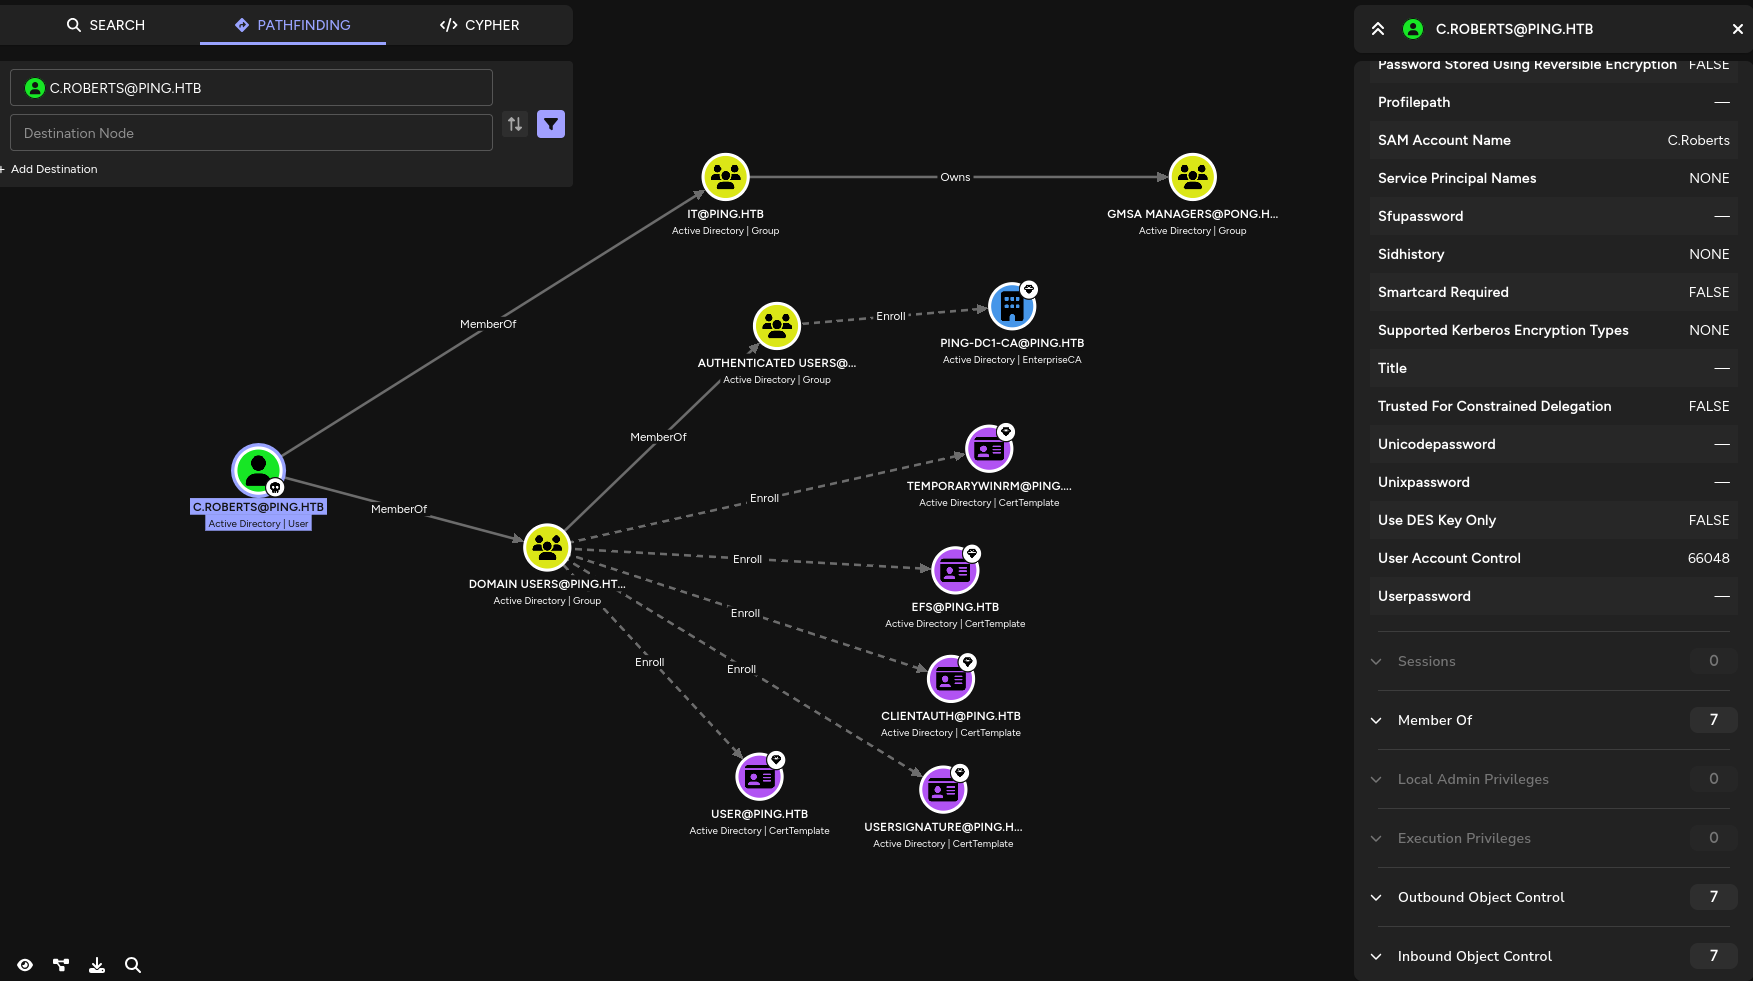 SEARCH
PATHFINDING
</> CYPHER
C.ROBERTS@PING.HTB
Destination Node
+ Add Destination
IT@PING.HTB
Active Directory | Group
Owns
GMSA MANAGERS@PONG.H...
Active Directory | Group
MemberOf
AUTHENTICATED USERS@...
Active Directory | Group
Enroll
PING-DC1-CA@PING.HTB
Active Directory | EnterpriseCA
MemberOf
C.ROBERTS@PING.HTB
Active Directory | User
MemberOf
DOMAIN USERS@PING.HT...
Active Directory | Group
Enroll
TEMPORARYWINRM@PING....
Active Directory | CertTemplate
Enroll
EFS@PING.HTB
Active Directory | CertTemplate
Enroll
CLIENTAUTH@PING.HTB
Active Directory | CertTemplate
Enroll
USERSIGNATURE@PING.H...
Active Directory | CertTemplate
Enroll
USER@PING.HTB
Active Directory | CertTemplate
C.ROBERTS@PING.HTB
Password Stored Using Reversible Encryption FALSE
Profilepath —
SAM Account Name C.Roberts
Service Principal Names NONE
Sfupassword —
Sidhistory NONE
Smartcard Required FALSE
Supported Kerberos Encryption Types NONE
Title —
Trusted For Constrained Delegation FALSE
Unicodepassword —
Unixpassword —
Use DES Key Only FALSE
User Account Control 66048
Userpassword —
Sessions 0
Member Of 7
Local Admin Privileges 0
Execution Privileges 0
Outbound Object Control 7
Inbound Object Control 7